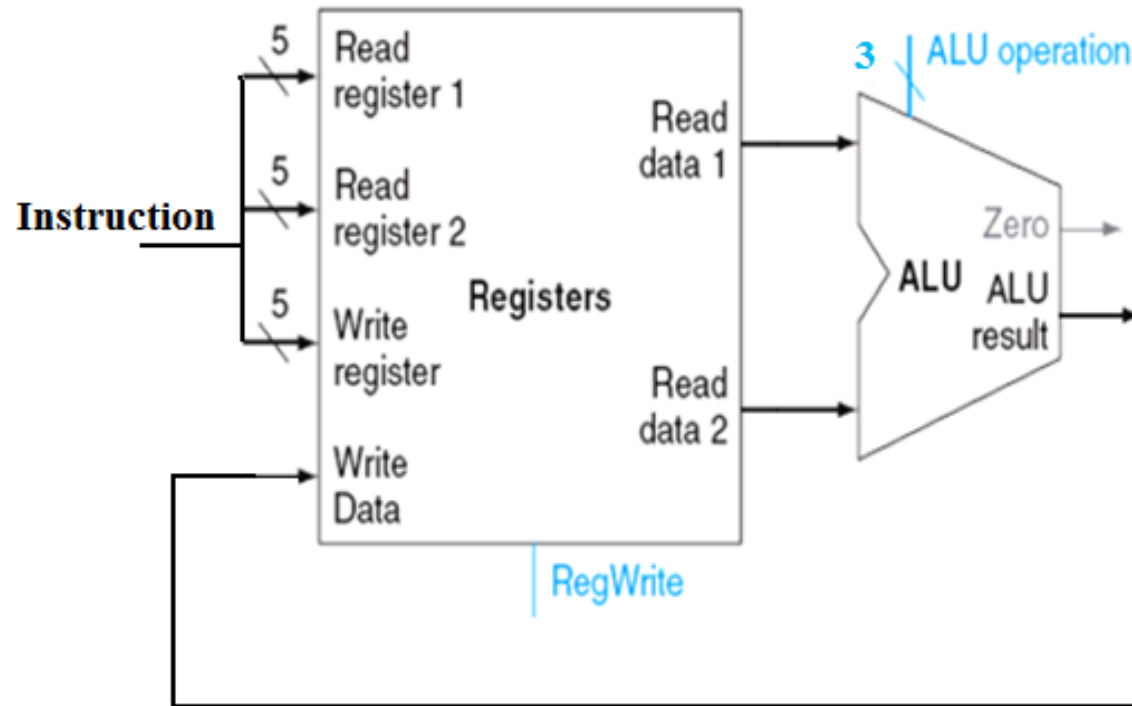 5
Read
register 1
5
Read
register 2
Instruction
5
Write
register
Write
Data
Registers
Read
data 1
Read
data 2
RegWrite
3
ALU operation
Zero
ALU
ALU
result